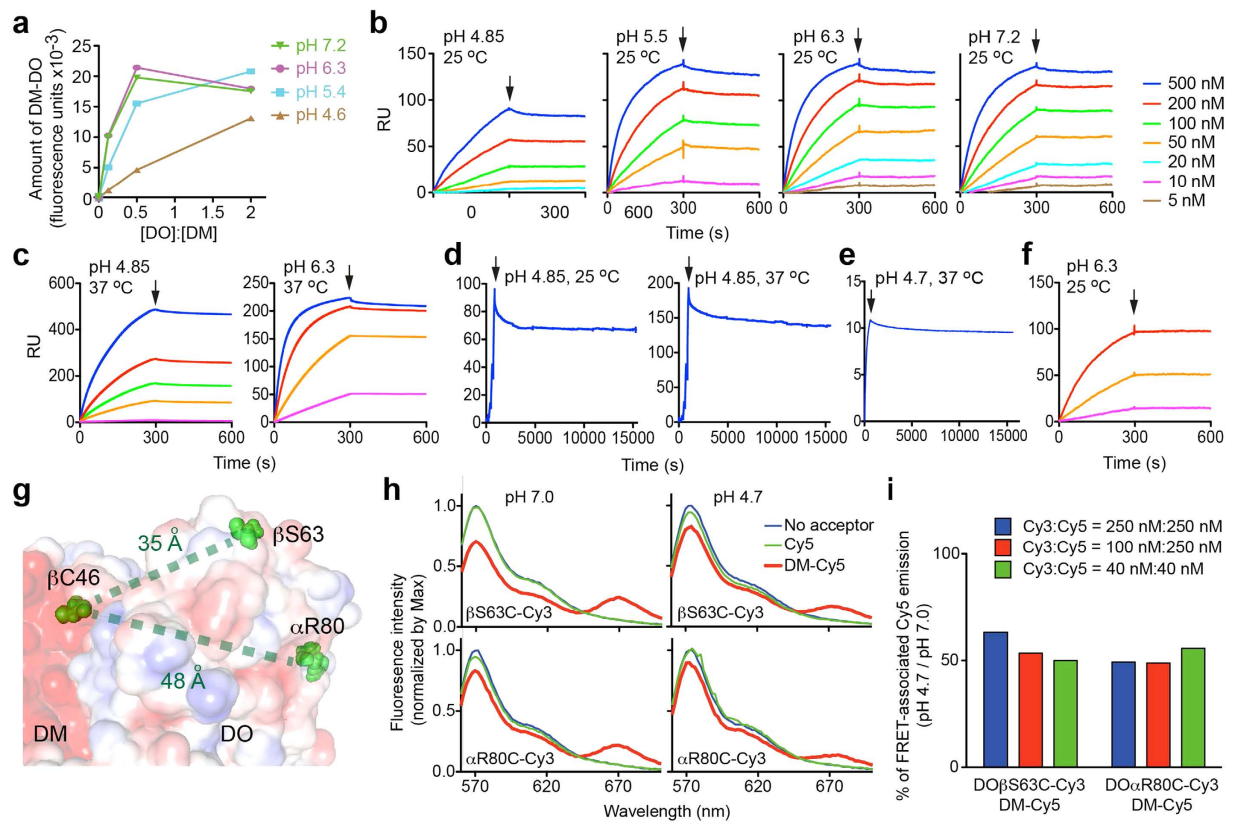 a
Amount of DM-DO
(fluorescence units x10⁻³)
25
20
15
10
5
0
0
0.5
1
1.5
2
[DO]:[DM]
pH 7.2
pH 6.3
pH 5.4
pH 4.6
b
RU
150
100
50
0
pH 4.85
25 ºC
0
300
pH 5.5
25 ºC
0
600
300
600
pH 6.3
25 ºC
0
300
600
pH 7.2
25 ºC
0
300
600
Time (s)
500 nM
200 nM
100 nM
50 nM
20 nM
10 nM
5 nM
c
RU
pH 4.85
37 ºC
600
400
200
0
0
300
600
pH 6.3
37 ºC
250
200
150
100
50
0
0
300
600
Time (s)
d
pH 4.85, 25 ºC
100
80
60
40
20
0
0
5000
10000
15000
pH 4.85, 37 ºC
200
150
100
50
0
0
5000
10000
15000
Time (s)
e
pH 4.7, 37 ºC
15
10
5
0
0
5000
10000
15000
f
pH 6.3
25 ºC
150
100
50
0
0
300
600
Time (s)
g
35 Å
βS63
βC46
αR80
48 Å
DM
DO
h
Fluoresence intensity
(normalized by Max)
pH 7.0
pH 4.7
1.0
0.5
0.0
βS63C-Cy3
No acceptor
Cy5
DM-Cy5
βS63C-Cy3
1.0
0.5
0.0
αR80C-Cy3
αR80C-Cy3
570
620
670
570
620
670
Wavelength (nm)
i
Cy3:Cy5 = 250 nM:250 nM
Cy3:Cy5 = 100 nM:250 nM
Cy3:Cy5 = 40 nM:40 nM
% of FRET-associated Cy5 emission
(pH 4.7 / pH 7.0)
100
50
0
DOβS63C-Cy3
DM-Cy5
DOαR80C-Cy3
DM-Cy5